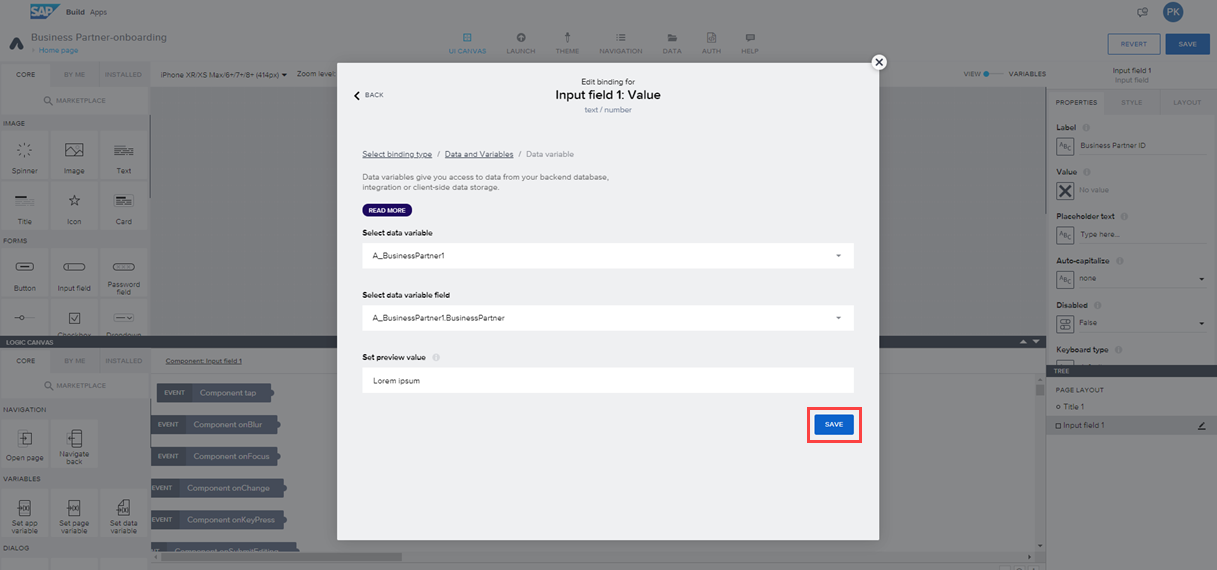 SAP Build Apps
PK
Business Partner-onboarding
Home page
UI CANVAS LAUNCH THEME NAVIGATION DATA AUTH HELP
REVERT SAVE
CORE BY ME INSTALLED
iPhone XR/XS Max/6+/7+/8+ (414px) Zoom level:
VIEW VARIABLES
Input field 1
Input field
MARKETPLACE
PROPERTIES STYLE LAYOUT
IMAGE
Spinner Image Text
Title Icon Card
FORMS
Button Input field Password field
Checkbox Dropdown
Edit binding for
BACK
Input field 1: Value
text / number
Select binding type / Data and Variables / Data variable
Data variables give you access to data from your backend database,
integration or client-side data storage.
READ MORE
Select data variable
A_BusinessPartner1
Select data variable field
A_BusinessPartner1.BusinessPartner
Set preview value
Lorem ipsum
SAVE
Label
ABC Business Partner ID
Value
No value
Placeholder text
ABC Type here...
Auto-capitalize
ABC none
Disabled
False
Keyboard type
TREE
PAGE LAYOUT
Title 1
Input field 1
LOGIC CANVAS
CORE BY ME INSTALLED
Component: Input field 1
MARKETPLACE
NAVIGATION
Open page Navigate back
VARIABLES
Set app variable Set page variable Set data variable
DIALOG
EVENT Component tap
EVENT Component onBlur
EVENT Component onFocus
EVENT Component onChange
EVENT Component onKeyPress
Component onSubmitEditing